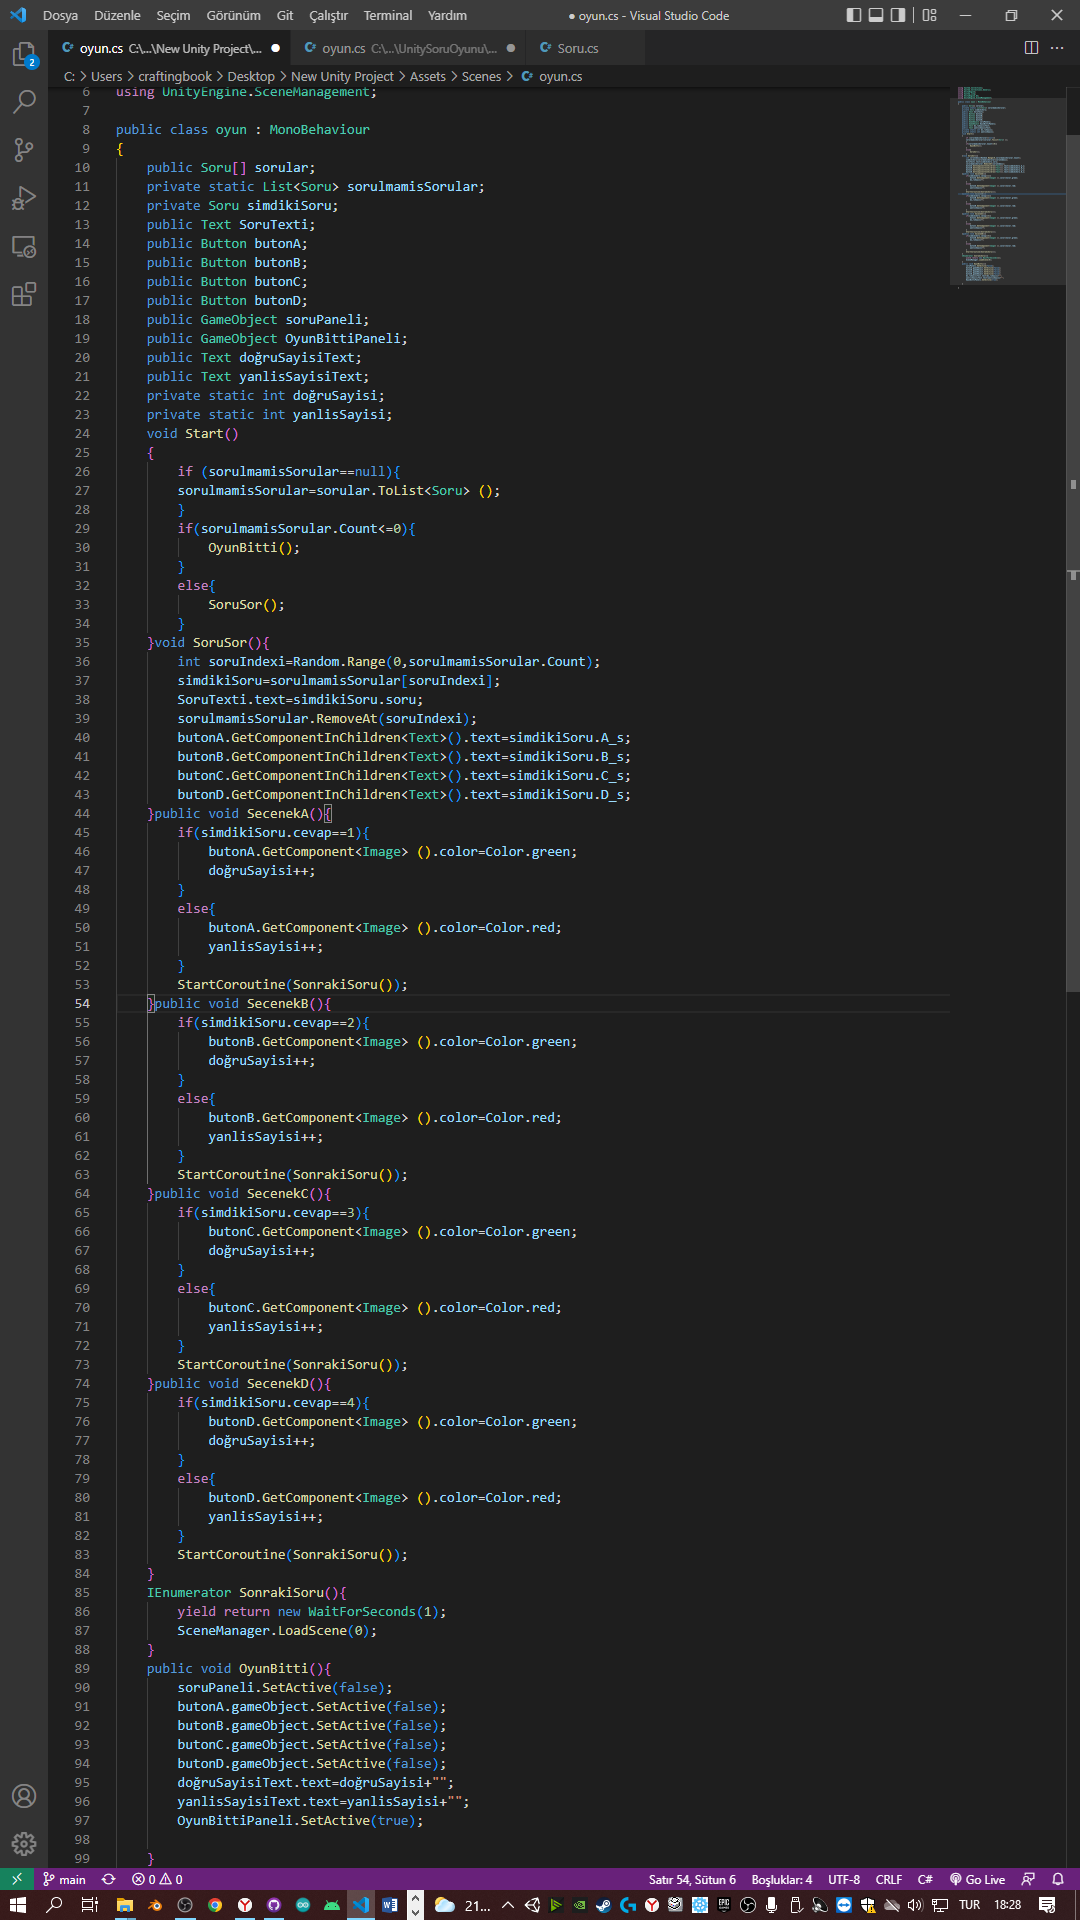 Dosya Düzenle Seçim Görünüm Git Çalıştır Terminal Yardım ● oyun.cs - Visual Studio Code
oyun.cs C:\...\New Unity Project\... ● oyun.cs C:\...\UnitySoruOyunu\... ● Soru.cs
C: > Users > craftingbook > Desktop > New Unity Project > Assets > Scenes > oyun.cs
6 using UnityEngine.SceneManagement;
7
8 public class oyun : MonoBehaviour
9 {
10 public Soru[] sorular;
11 private static List<Soru> sorulmamisSorular;
12 private Soru simdikiSoru;
13 public Text SoruTexti;
14 public Button butonA;
15 public Button butonB;
16 public Button butonC;
17 public Button butonD;
18 public GameObject soruPaneli;
19 public GameObject OyunBittiPaneli;
20 public Text doğruSayisiText;
21 public Text yanlisSayisiText;
22 private static int doğruSayisi;
23 private static int yanlisSayisi;
24 void Start()
25 {
26 if (sorulmamisSorular==null){
27 sorulmamisSorular=sorular.ToList<Soru> ();
28 }
29 if(sorulmamisSorular.Count<=0){
30 OyunBitti();
31 }
32 else{
33 SoruSor();
34 }
35 }void SoruSor(){
36 int soruIndexi=Random.Range(0,sorulmamisSorular.Count);
37 simdikiSoru=sorulmamisSorular[soruIndexi];
38 SoruTexti.text=simdikiSoru.soru;
39 sorulmamisSorular.RemoveAt(soruIndexi);
40 butonA.GetComponentInChildren<Text>().text=simdikiSoru.A_s;
41 butonB.GetComponentInChildren<Text>().text=simdikiSoru.B_s;
42 butonC.GetComponentInChildren<Text>().text=simdikiSoru.C_s;
43 butonD.GetComponentInChildren<Text>().text=simdikiSoru.D_s;
44 }public void SecenekA(){
45 if(simdikiSoru.cevap==1){
46 butonA.GetComponent<Image> ().color=Color.green;
47 doğruSayisi++;
48 }
49 else{
50 butonA.GetComponent<Image> ().color=Color.red;
51 yanlisSayisi++;
52 }
53 StartCoroutine(SonrakiSoru());
54 }public void SecenekB(){
55 if(simdikiSoru.cevap==2){
56 butonB.GetComponent<Image> ().color=Color.green;
57 doğruSayisi++;
58 }
59 else{
60 butonB.GetComponent<Image> ().color=Color.red;
61 yanlisSayisi++;
62 }
63 StartCoroutine(SonrakiSoru());
64 }public void SecenekC(){
65 if(simdikiSoru.cevap==3){
66 butonC.GetComponent<Image> ().color=Color.green;
67 doğruSayisi++;
68 }
69 else{
70 butonC.GetComponent<Image> ().color=Color.red;
71 yanlisSayisi++;
72 }
73 StartCoroutine(SonrakiSoru());
74 }public void SecenekD(){
75 if(simdikiSoru.cevap==4){
76 butonD.GetComponent<Image> ().color=Color.green;
77 doğruSayisi++;
78 }
79 else{
80 butonD.GetComponent<Image> ().color=Color.red;
81 yanlisSayisi++;
82 }
83 StartCoroutine(SonrakiSoru());
84 }
85 IEnumerator SonrakiSoru(){
86 yield return new WaitForSeconds(1);
87 SceneManager.LoadScene(0);
88 }
89 public void OyunBitti(){
90 soruPaneli.SetActive(false);
91 butonA.gameObject.SetActive(false);
92 butonB.gameObject.SetActive(false);
93 butonC.gameObject.SetActive(false);
94 butonD.gameObject.SetActive(false);
95 doğruSayisiText.text=doğruSayisi+"";
96 yanlisSayisiText.text=yanlisSayisi+"";
97 OyunBittiPaneli.SetActive(true);
98
99 }
main 0 0 Satır 54, Sütun 6 Boşluklar: 4 UTF-8 CRLF C# Go Live
21... TUR 18:28